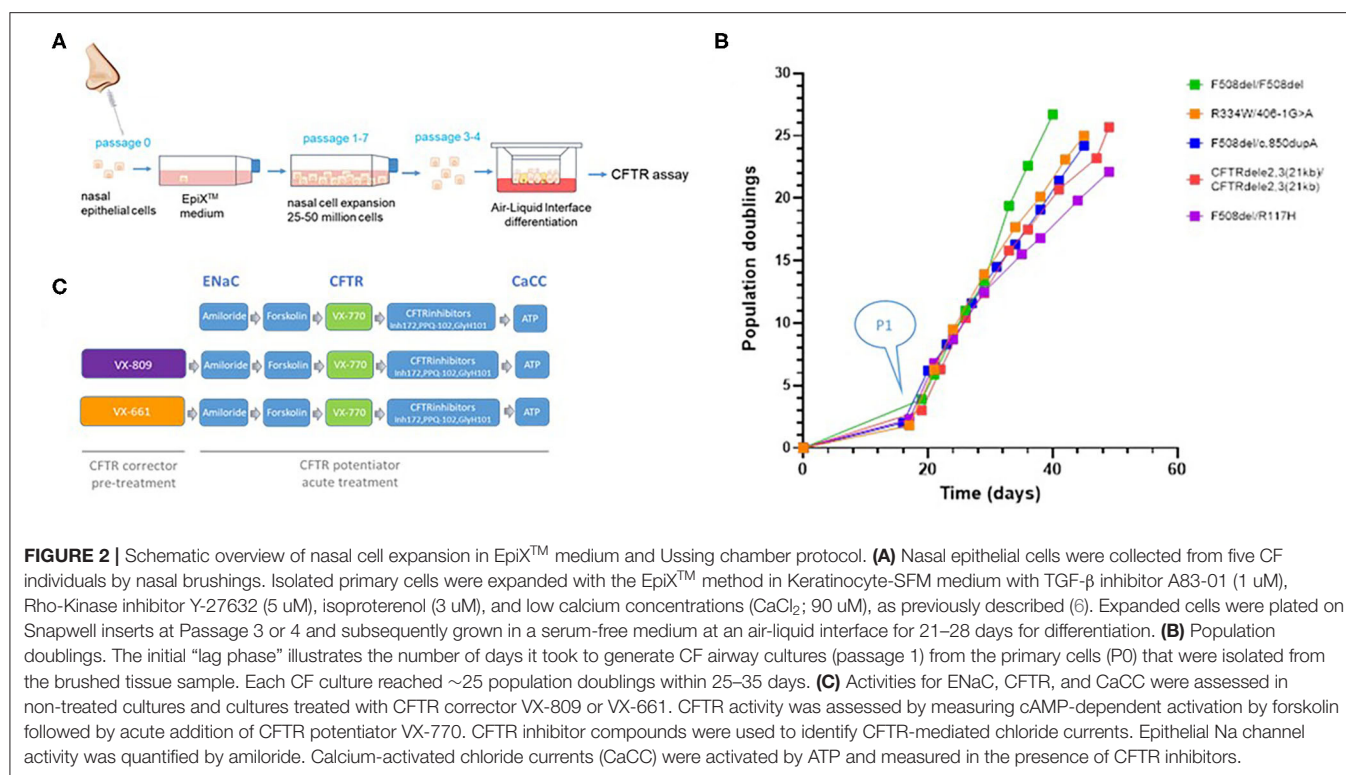 A
passage 0
passage 1-7
passage 3-4
nasal
epithelial cells
EpiX™
medium
nasal cell expansion
25-50 million cells
Air-Liquid Interface
differentiation
CFTR assay
B
Population doublings
30
25
20
15
10
5
0
0
20
40
60
Time (days)
P1
F508del/F508del
R334W/406-1G>A
F508del/c.850dupA
CFTRdele2,3(21kb)/
CFTRdele2,3(21kb)
F508del/R117H
C
ENaC
CFTR
CaCC
Amiloride
Forskolin
VX-770
CFTRinhibitors
Inh172,PPQ-102,GlyH101
ATP
VX-809
Amiloride
Forskolin
VX-770
CFTRinhibitors
Inh172,PPQ-102,GlyH101
ATP
VX-661
Amiloride
Forskolin
VX-770
CFTRinhibitors
Inh172,PPQ-102,GlyH101
ATP
CFTR corrector
pre-treatment
CFTR potentiator
acute treatment
FIGURE 2 | Schematic overview of nasal cell expansion in EpiX™ medium and Ussing chamber protocol. (A) Nasal epithelial cells were collected from five CF
individuals by nasal brushings. Isolated primary cells were expanded with the EpiX™ method in Keratinocyte-SFM medium with TGF-β inhibitor A83-01 (1 uM),
Rho-Kinase inhibitor Y-27632 (5 uM), isoproterenol (3 uM), and low calcium concentrations (CaCl₂; 90 uM), as previously described (6). Expanded cells were plated on
Snapwell inserts at Passage 3 or 4 and subsequently grown in a serum-free medium at an air-liquid interface for 21–28 days for differentiation. (B) Population
doublings. The initial “lag phase” illustrates the number of days it took to generate CF airway cultures (passage 1) from the primary cells (P0) that were isolated from
the brushed tissue sample. Each CF culture reached ∼25 population doublings within 25–35 days. (C) Activities for ENaC, CFTR, and CaCC were assessed in
non-treated cultures and cultures treated with CFTR corrector VX-809 or VX-661. CFTR activity was assessed by measuring cAMP-dependent activation by forskolin
followed by acute addition of CFTR potentiator VX-770. CFTR inhibitor compounds were used to identify CFTR-mediated chloride currents. Epithelial Na channel
activity was quantified by amiloride. Calcium-activated chloride currents (CaCC) were activated by ATP and measured in the presence of CFTR inhibitors.